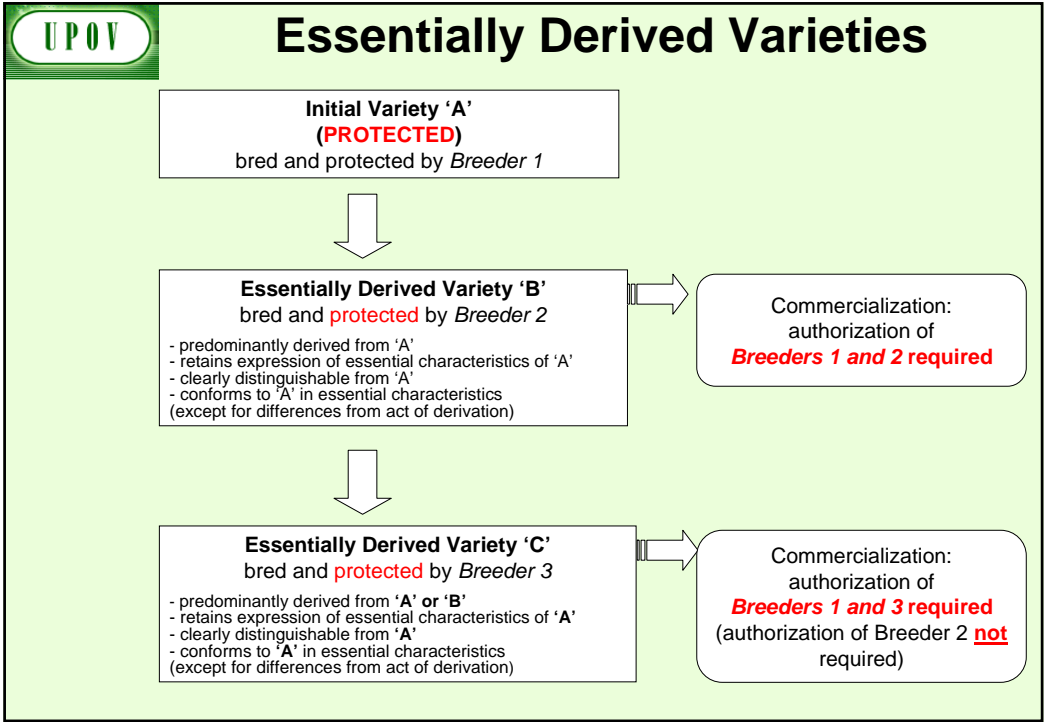 UPOV
Essentially Derived Varieties
Initial Variety ‘A’
(PROTECTED)
bred and protected by Breeder 1
Essentially Derived Variety ‘B’
bred and protected by Breeder 2
- predominantly derived from ‘A’
- retains expression of essential characteristics of ‘A’
- clearly distinguishable from ‘A’
- conforms to ‘A’ in essential characteristics
(except for differences from act of derivation)
Commercialization:
authorization of
Breeders 1 and 2 required
Essentially Derived Variety ‘C’
bred and protected by Breeder 3
- predominantly derived from ‘A’ or ‘B’
- retains expression of essential characteristics of ‘A’
- clearly distinguishable from ‘A’
- conforms to ‘A’ in essential characteristics
(except for differences from act of derivation)
Commercialization:
authorization of
Breeders 1 and 3 required
(authorization of Breeder 2 not
required)